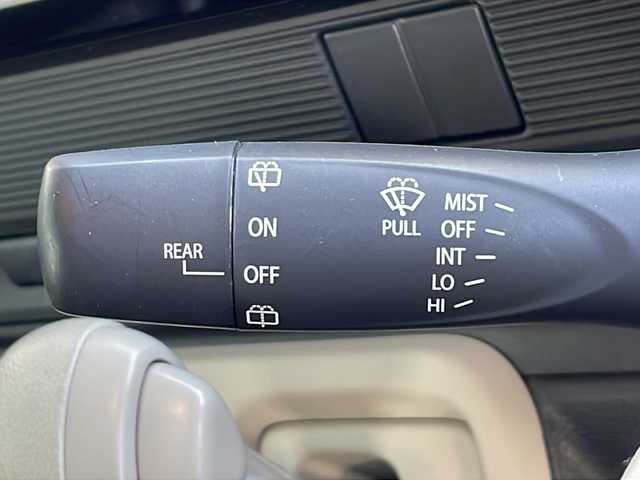 REAR
ON
OFF
PULL
MIST
OFF
INT
LO
HI